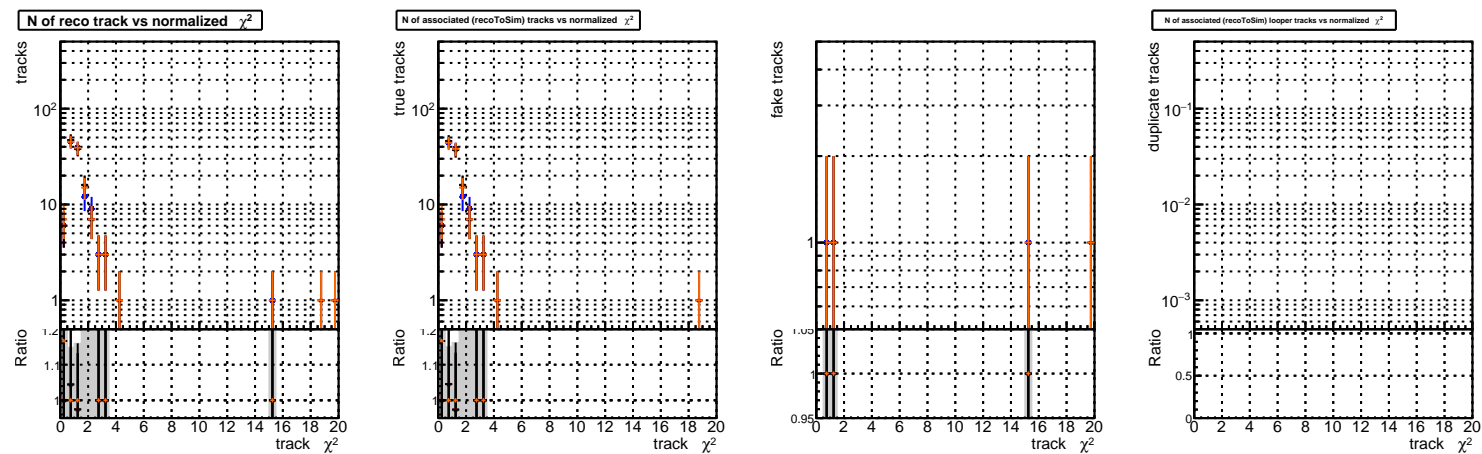 N of reco track vs normalized χ²
tracks
10²
10
1
Ratio
1.2
1.1
1
0 2 4 6 8 10 12 14 16 18 20
track χ²
N of associated (recoToSim) tracks vs normalized χ²
true tracks
10²
10
1
Ratio
1.2
1.1
1
0 2 4 6 8 10 12 14 16 18 20
track χ²
fake tracks
1
Ratio
1.05
1
0.95
0 2 4 6 8 10 12 14 16 18 20
track χ²
N of associated (recoToSim) looper tracks vs normalized χ²
duplicate tracks
10⁻¹
10⁻²
10⁻³
Ratio
1
0.5
0
0 2 4 6 8 10 12 14 16 18 20
track χ²